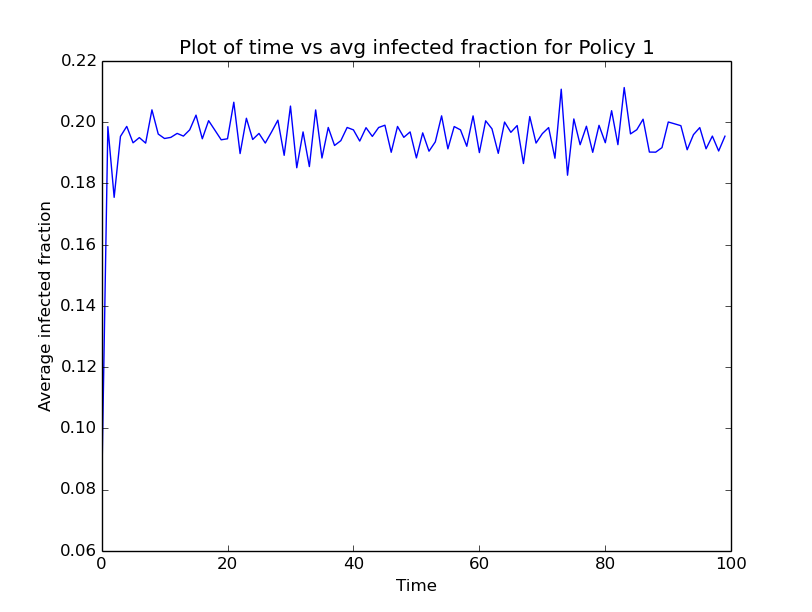 Plot of time vs avg infected fraction for Policy 1
0.22
0.20
0.18
0.16
0.14
0.12
0.10
0.08
0.06
Average infected fraction
0 20 40 60 80 100
Time